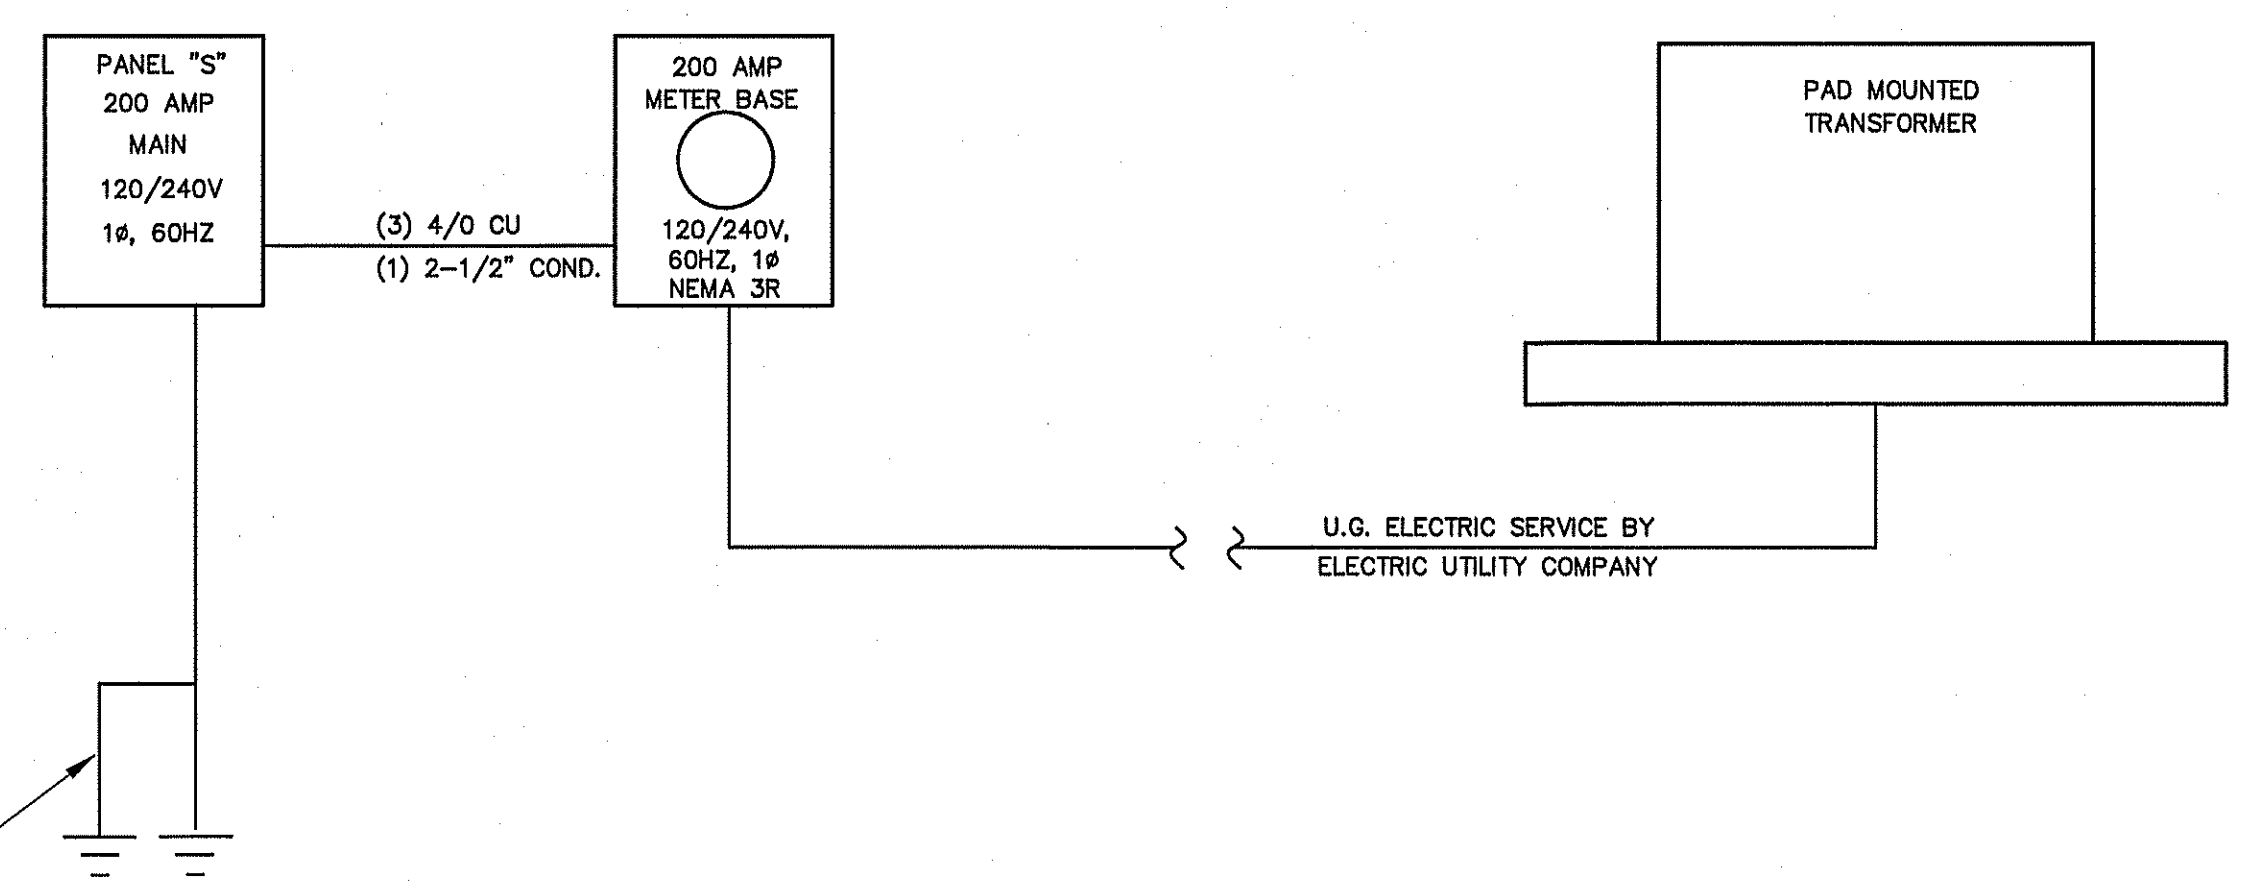 PANEL "S"
200 AMP
MAIN
120/240V
1ø, 60HZ
(3) 4/0 CU
(1) 2-1/2" COND.
200 AMP
METER BASE
120/240V,
60HZ, 1ø
NEMA 3R
PAD MOUNTED
TRANSFORMER
U.G. ELECTRIC SERVICE BY
ELECTRIC UTILITY COMPANY